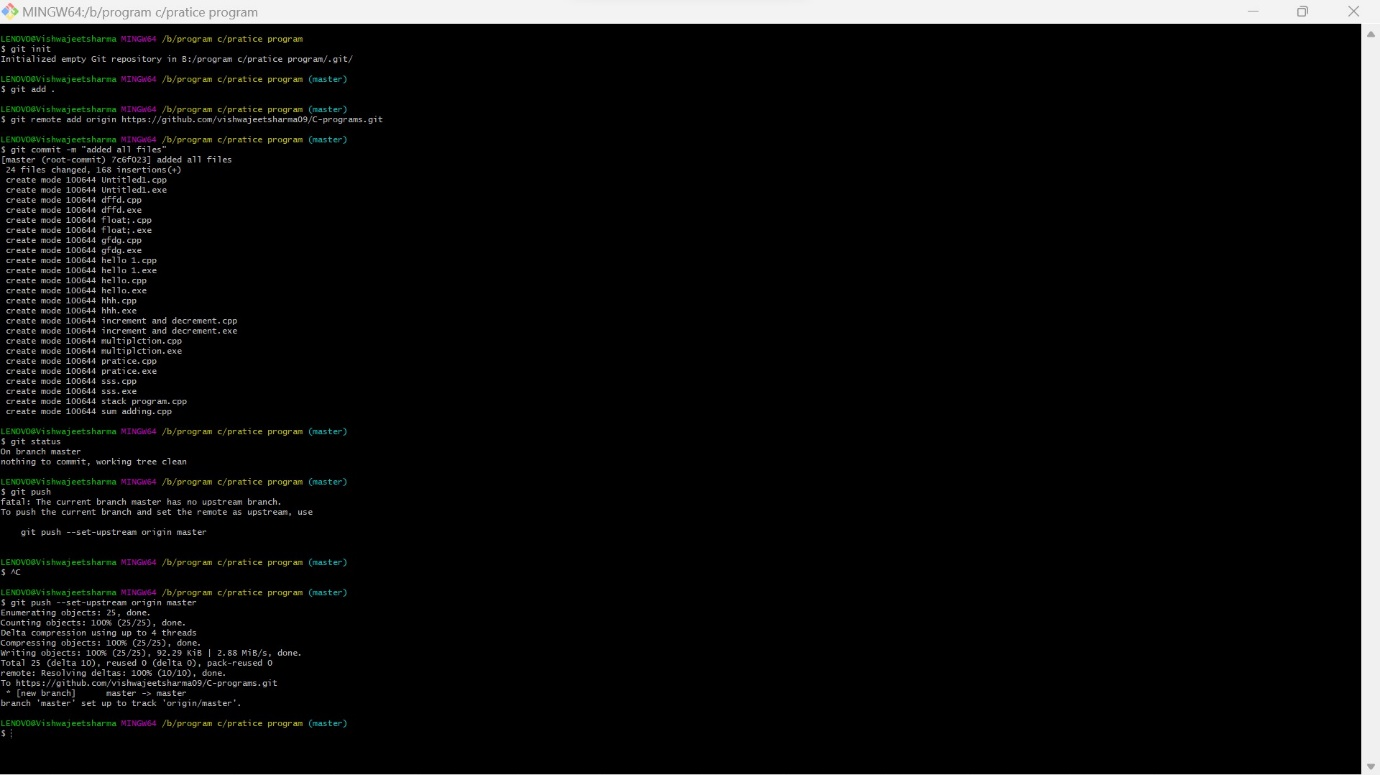 MINGW64:/b/program c/pratice program
LENOVO@Vishwajeetsharma MINGW64 /b/program c/pratice program
$ git init
Initialized empty Git repository in B:/program c/pratice program/.git/
LENOVO@Vishwajeetsharma MINGW64 /b/program c/pratice program (master)
$ git add .
LENOVO@Vishwajeetsharma MINGW64 /b/program c/pratice program (master)
$ git remote add origin https://github.com/vishwajeetsharma09/C-programs.git
LENOVO@Vishwajeetsharma MINGW64 /b/program c/pratice program (master)
$ git commit -m "added all files"
[master (root-commit) 7c6f023] added all files
24 files changed, 168 insertions(+)
create mode 100644 Untitled1.cpp
create mode 100644 Untitled1.exe
create mode 100644 dffd.cpp
create mode 100644 dffd.exe
create mode 100644 float;.cpp
create mode 100644 float;.exe
create mode 100644 gfdg.cpp
create mode 100644 gfdg.exe
create mode 100644 hello 1.cpp
create mode 100644 hello 1.exe
create mode 100644 hello.cpp
create mode 100644 hello.exe
create mode 100644 hhh.cpp
create mode 100644 hhh.exe
create mode 100644 increment and decrement.cpp
create mode 100644 increment and decrement.exe
create mode 100644 multiplction.cpp
create mode 100644 multiplction.exe
create mode 100644 pratice.cpp
create mode 100644 pratice.exe
create mode 100644 sss.cpp
create mode 100644 sss.exe
create mode 100644 stack program.cpp
create mode 100644 sum adding.cpp
LENOVO@Vishwajeetsharma MINGW64 /b/program c/pratice program (master)
$ git status
On branch master
nothing to commit, working tree clean
LENOVO@Vishwajeetsharma MINGW64 /b/program c/pratice program (master)
$ git push
fatal: The current branch master has no upstream branch.
To push the current branch and set the remote as upstream, use
git push --set-upstream origin master
LENOVO@Vishwajeetsharma MINGW64 /b/program c/pratice program (master)
$ ^C
LENOVO@Vishwajeetsharma MINGW64 /b/program c/pratice program (master)
$ git push --set-upstream origin master
Enumerating objects: 25, done.
Counting objects: 100% (25/25), done.
Delta compression using up to 4 threads
Compressing objects: 100% (25/25), done.
Writing objects: 100% (25/25), 92.29 KiB | 2.88 MiB/s, done.
Total 25 (delta 10), reused 0 (delta 0), pack-reused 0
remote: Resolving deltas: 100% (10/10), done.
To https://github.com/vishwajeetsharma09/C-programs.git
* [new branch]      master -> master
branch 'master' set up to track 'origin/master'.
LENOVO@Vishwajeetsharma MINGW64 /b/program c/pratice program (master)
$